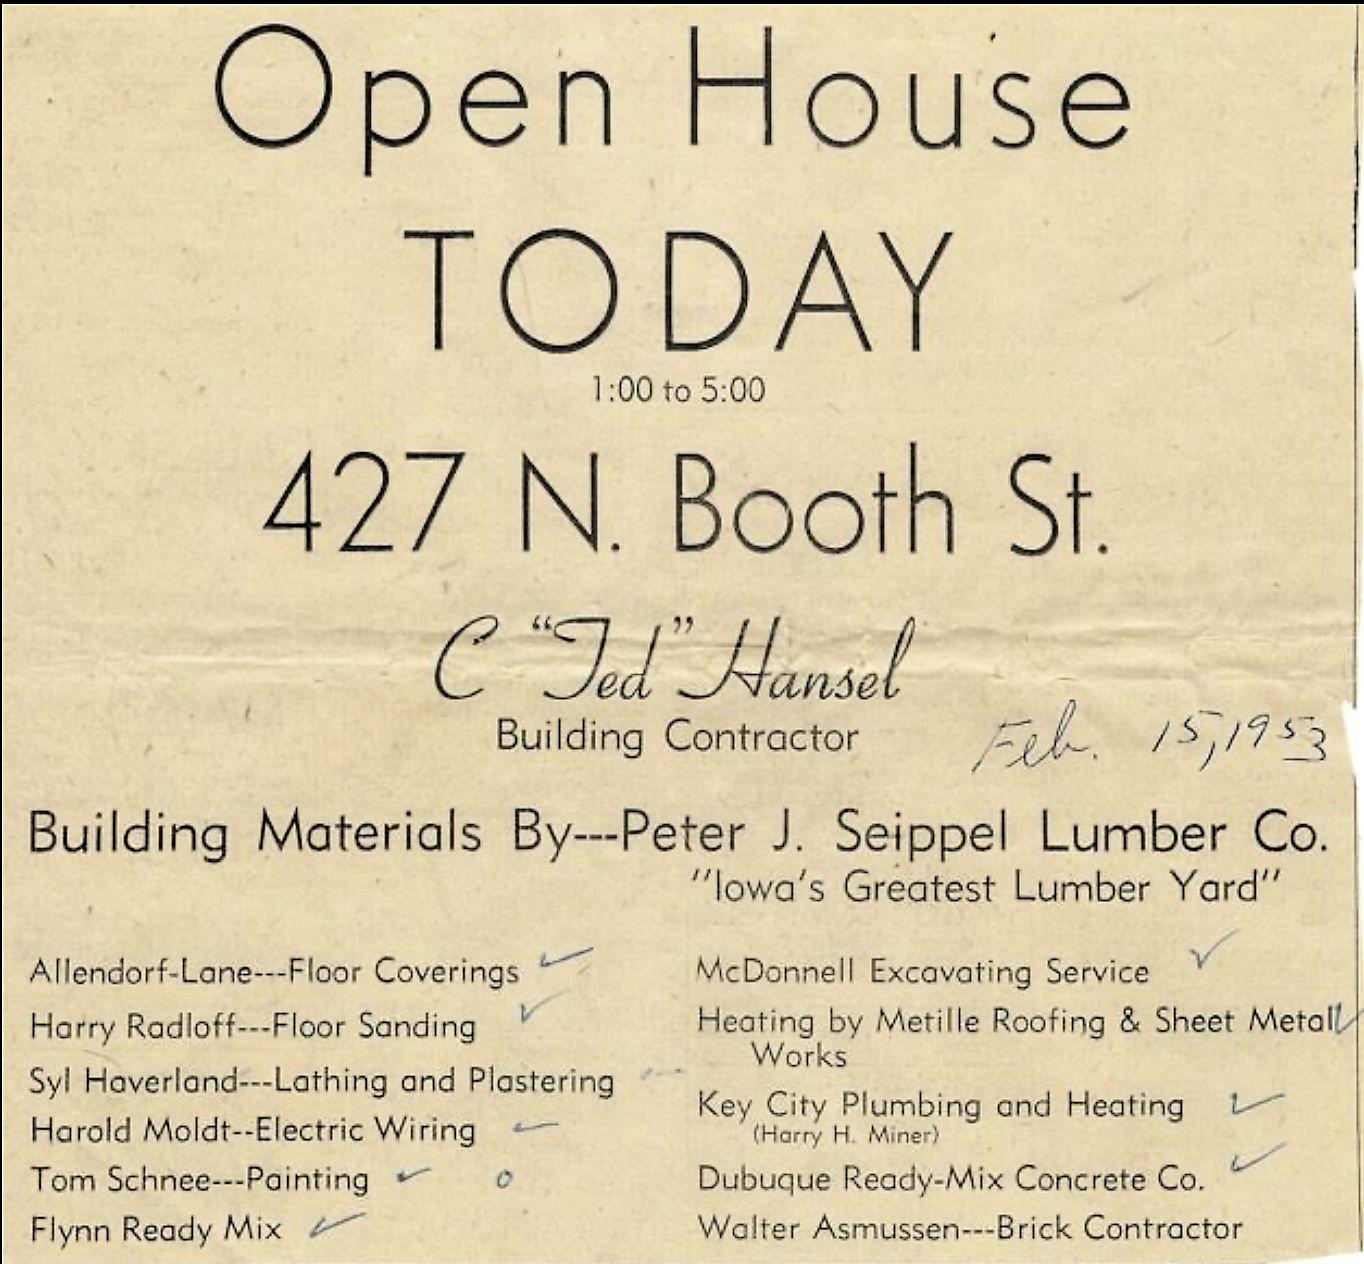 Open House
TODAY
1:00 to 5:00
427 N. Booth St.
C "Ted" Hansel
Building Contractor
Feb. 15, 1953
Building Materials By---Peter J. Seippel Lumber Co.
"Iowa's Greatest Lumber Yard"
Allendorf-Lane---Floor Coverings
Harry Radloff---Floor Sanding
Syl Haverland---Lathing and Plastering
Harold Moldt--Electric Wiring
Tom Schnee---Painting
Flynn Ready Mix
McDonnell Excavating Service
Heating by Metille Roofing & Sheet Metal
Works
Key City Plumbing and Heating
(Harry H. Miner)
Dubuque Ready-Mix Concrete Co.
Walter Asmussen---Brick Contractor